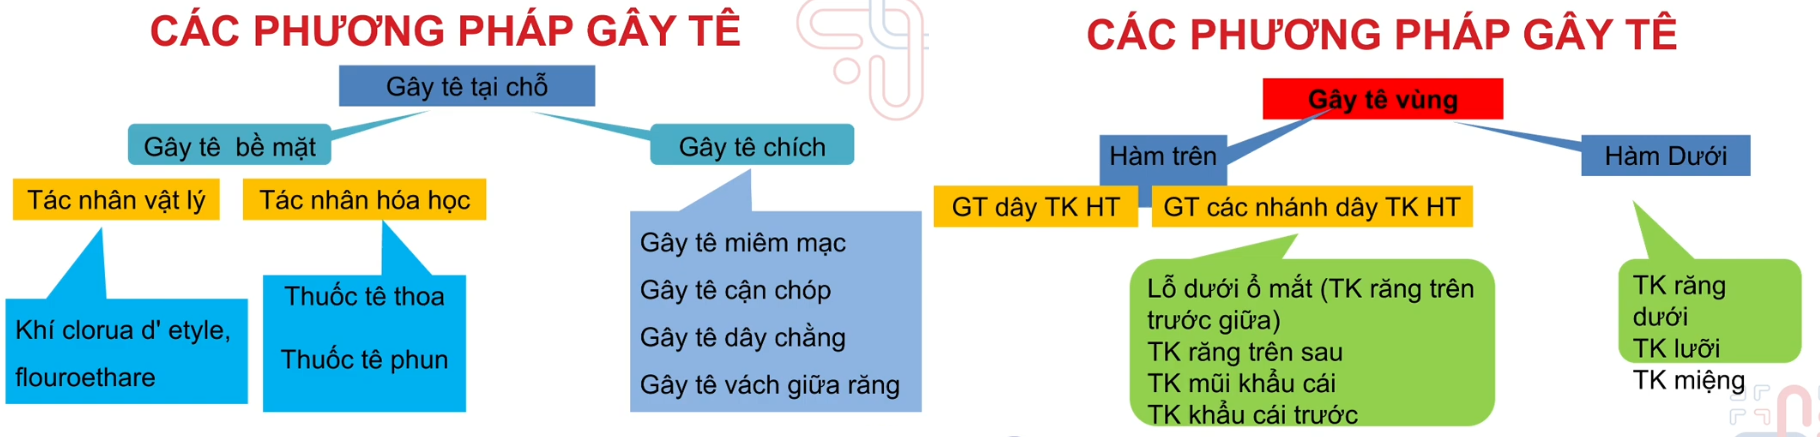 CÁC PHƯƠNG PHÁP GÂY TÊ
Gây tê tại chỗ
Gây tê bề mặt
Gây tê chích
Tác nhân vật lý
Tác nhân hóa học
Khí clorua d' etyle,
flouroethare
Thuốc tê thoa
Thuốc tê phun
Gây tê miêm mạc
Gây tê cận chóp
Gây tê dây chằng
Gây tê vách giữa răng
CÁC PHƯƠNG PHÁP GÂY TÊ
Gây tê vùng
Hàm trên
Hàm Dưới
GT dây TK HT
GT các nhánh dây TK HT
Lỗ dưới ổ mắt (TK răng trên
trước giữa)
TK răng trên sau
TK mũi khẩu cái
TK khẩu cái trước
TK răng
dưới
TK lưỡi
TK miệng